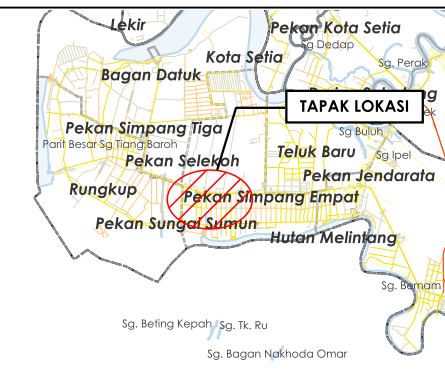 Lekir
Pekan Kota Setia
g Dedap
Kota Setia
Sg. Perak
Bagan Datuk
TAPAK LOKASI
Pekan Simpang Tiga
Sg Buluh
Parit Besar Sg Tiang Baroh
Teluk Baru
Sg Ipel
Pekan Selekoh
Pekan Jendarata
Rungkup
Pekan Simpang Empat
Pekan Sungai Sumun
Hutan Melintang
Sg. Bernam
Sg. Beting Kepah
Sg. Tk. Ru
Sg. Bagan Nakhoda Omar